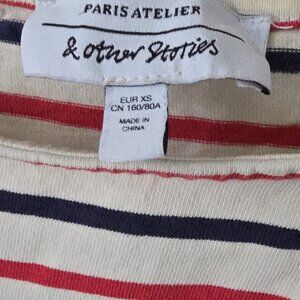 PARIS ATELIER
& other Stories
EUR XS
CN 160/80A
MADE IN
CHINA